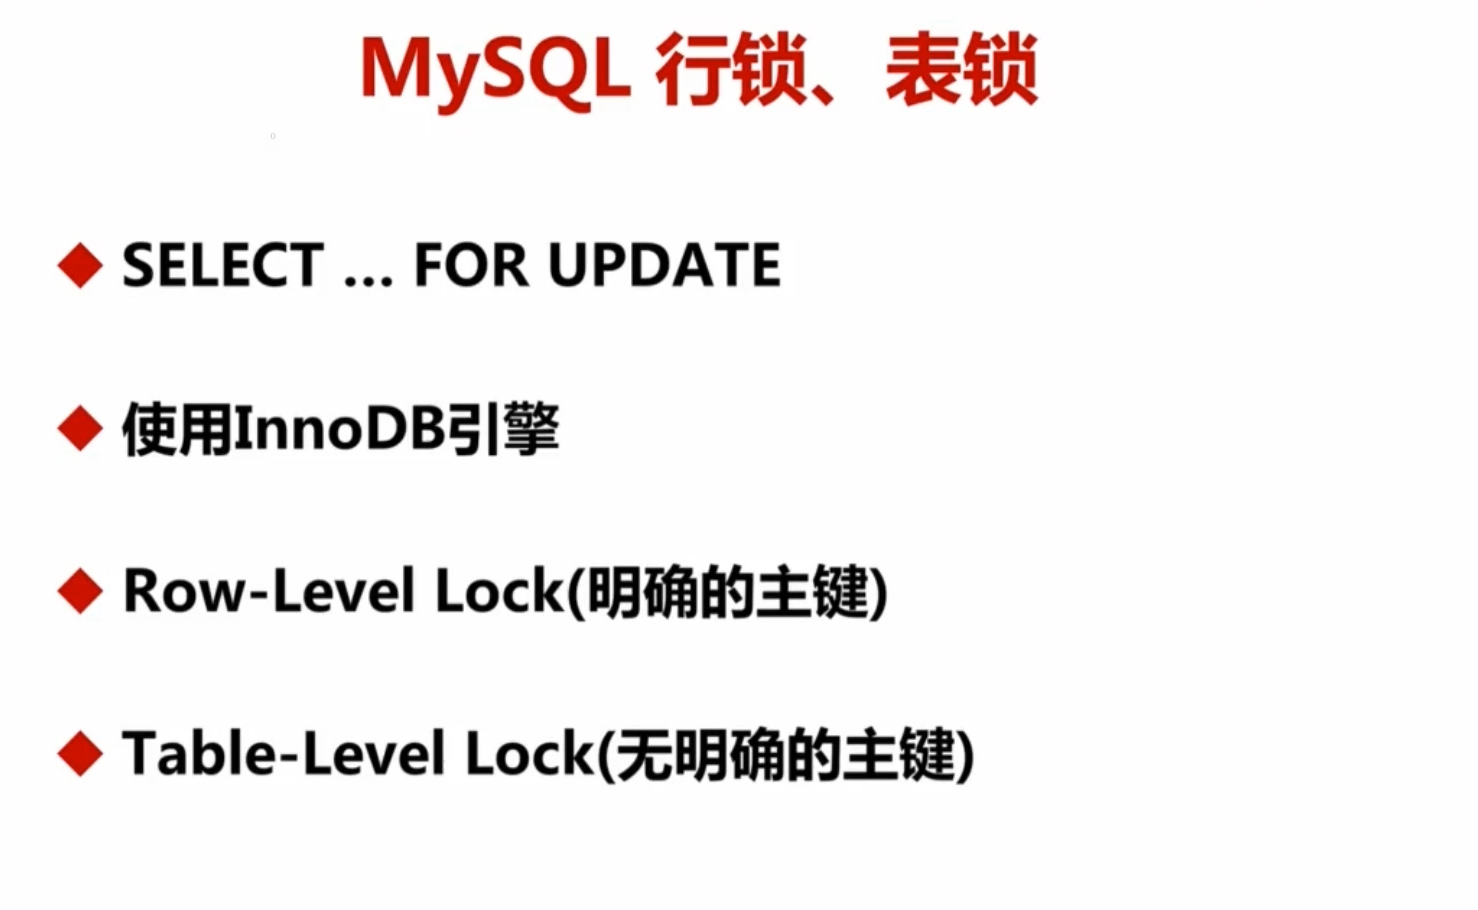 MySQL 行锁、表锁
SELECT ... FOR UPDATE
使用InnoDB引擎
Row-Level Lock(明确的主键)
Table-Level Lock(无明确的主键)